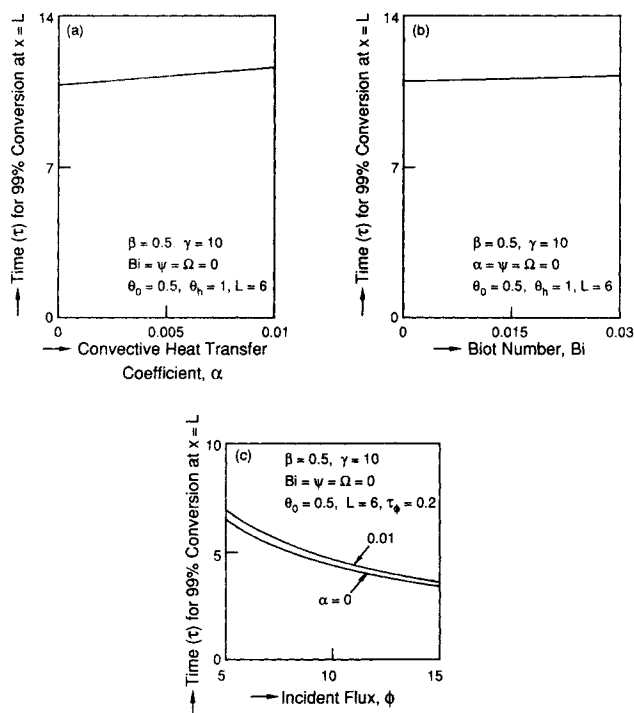 Time (τ) for 99% Conversion at x = L
14
7
0
(a)
β = 0.5 γ = 10
Bi = ψ = Ω = 0
θ₀ = 0.5, θₕ = 1, L = 6
0 0.005 0.01
Convective Heat Transfer
Coefficient, α
Time (τ) for 99% Conversion at x = L
14
7
0
(b)
β = 0.5, γ = 10
α = ψ = Ω = 0
θ₀ = 0.5, θₕ = 1, L = 6
0 0.015 0.03
Biot Number, Bi
Time (τ) for 99% Conversion at x = L
10
5
0
(c)
β = 0.5, γ = 10
Bi = ψ = Ω = 0
θ₀ = 0.5, L = 6, τ_ϕ = 0.2
0.01
α = 0
5 10 15
Incident Flux, ϕ